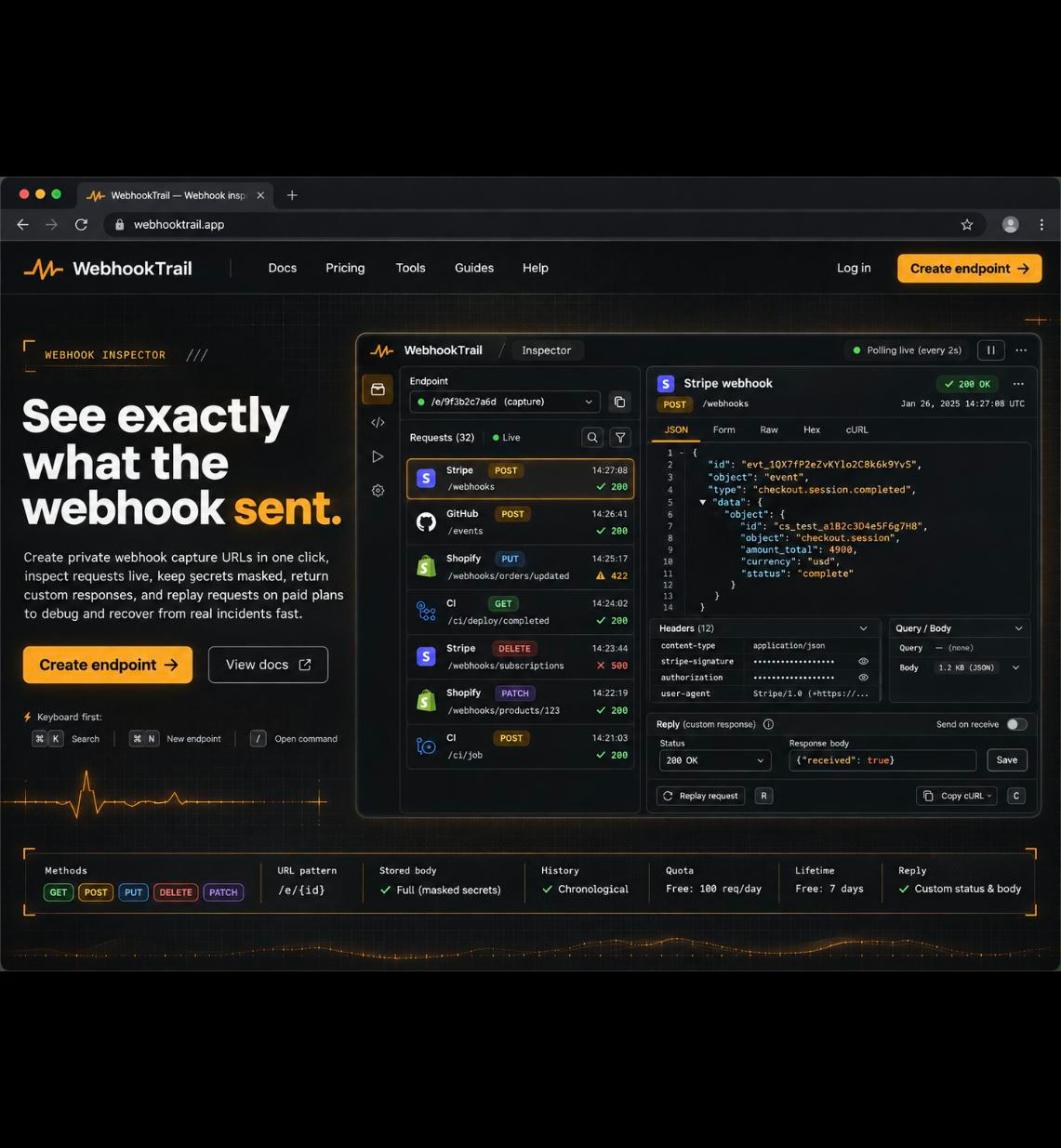 WebhookTrail — Webhook insp
webhooktrail.app
WebhookTrail
Docs
Pricing
Tools
Guides
Help
Log in
Create endpoint →
WEBHOOK INSPECTOR ///
See exactly
what the
webhook sent.
Create private webhook capture URLs in one click,
inspect requests live, keep secrets masked, return
custom responses, and replay requests on paid plans
to debug and recover from real incidents fast.
Create endpoint →
View docs
Keyboard first:
⌘ K Search
⌘ N New endpoint
/ Open command
WebhookTrail / Inspector
Polling live (every 2s)
Endpoint
/e/9f3b2c7a6d (capture)
Requests (32)
Live
Stripe POST 14:27:08
/webhooks ✓ 200
GitHub POST 14:26:41
/events ✓ 200
Shopify PUT 14:25:17
/webhooks/orders/updated 422
CI GET 14:24:02
/ci/deploy/completed ✓ 200
Stripe DELETE 14:23:44
/webhooks/subscriptions ✕ 500
Shopify PATCH 14:22:19
/webhooks/products/123 ✓ 200
CI POST 14:21:03
/ci/job ✓ 200
S Stripe webhook ✓ 200 OK
POST /webhooks Jan 26, 2025 14:27:08 UTC
JSON Form Raw Hex cURL
1 - {
2 "id": "evt_1QX7fP2eZvKYlo2C8k6k9YvS",
3 "object": "event",
4 "type": "checkout.session.completed",
5 ▼ "data": {
6 "object": {
7 "id": "cs_test_a1B2c3D4e5F6g7H8",
8 "object": "checkout.session",
9 "amount_total": 4900,
10 "currency": "usd",
11 "status": "complete"
12 }
13 }
14 }
Headers (12)
content-type application/json
stripe-signature •••••••••••••••••
authorization •••••••••••••••••
user-agent Stripe/1.0 (+https://...
Query / Body
Query — (none)
Body 1.2 KB (JSON)
Reply (custom response)
Send on receive
Status
200 OK
Response body
{"received": true}
Save
Replay request R
Copy cURL C
Methods
GET POST PUT DELETE PATCH
URL pattern
/e/{id}
Stored body
✓ Full (masked secrets)
History
✓ Chronological
Quota
Free: 100 req/day
Lifetime
Free: 7 days
Reply
✓ Custom status & body